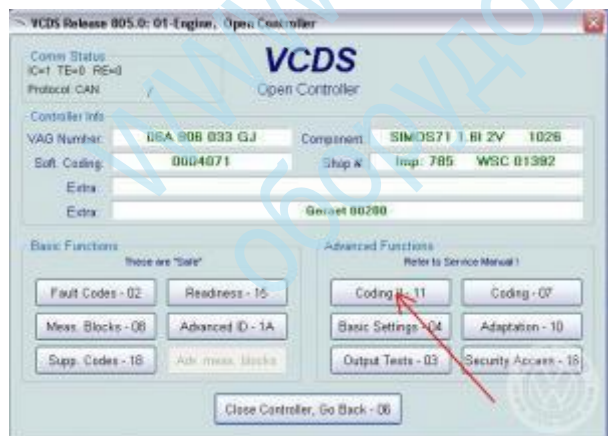 VCDS Release 805.0: 01-Engine, Open Controller
Comm Status
IC=1 TE=0 RE=0
Protocol: CAN
VCDS
Open Controller
Controller Info
VAG Number: 06A 906 033 GJ
Component: SIMOS71 1.6l 2V 1026
Soft. Coding: 0004071
Shop #: Imp: 785 WSC 01392
Extra:
Extra: Geraet 00200
Basic Functions
These are "Safe"
Fault Codes - 02
Readiness - 15
Meas. Blocks - 08
Advanced ID - 1A
Supp. Codes - 18
Adv. meas. blocks
Advanced Functions
Refer to Service Manual !
Coding II - 11
Coding - 07
Basic Settings - 04
Adaptation - 10
Output Tests - 03
Security Access - 16
Close Controller, Go Back - 06